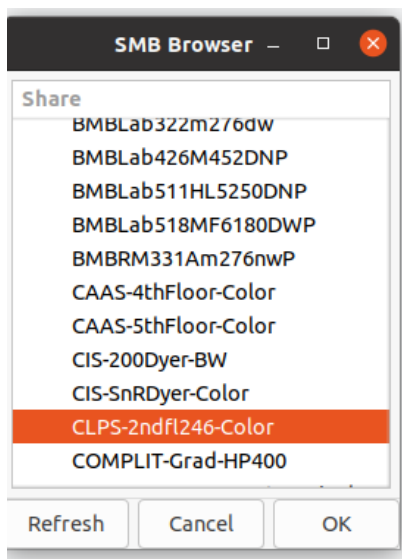 SMB Browser
Share
BMBLab322m276dw
BMBLab426M452DNP
BMBLab511HL5250DNP
BMBLab518MF6180DWP
BMBRM331Am276nwP
CAAS-4thFloor-Color
CAAS-5thFloor-Color
CIS-200Dyer-BW
CIS-SnRDyer-Color
CLPS-2ndfl246-Color
COMPLIT-Grad-HP400
Refresh Cancel OK